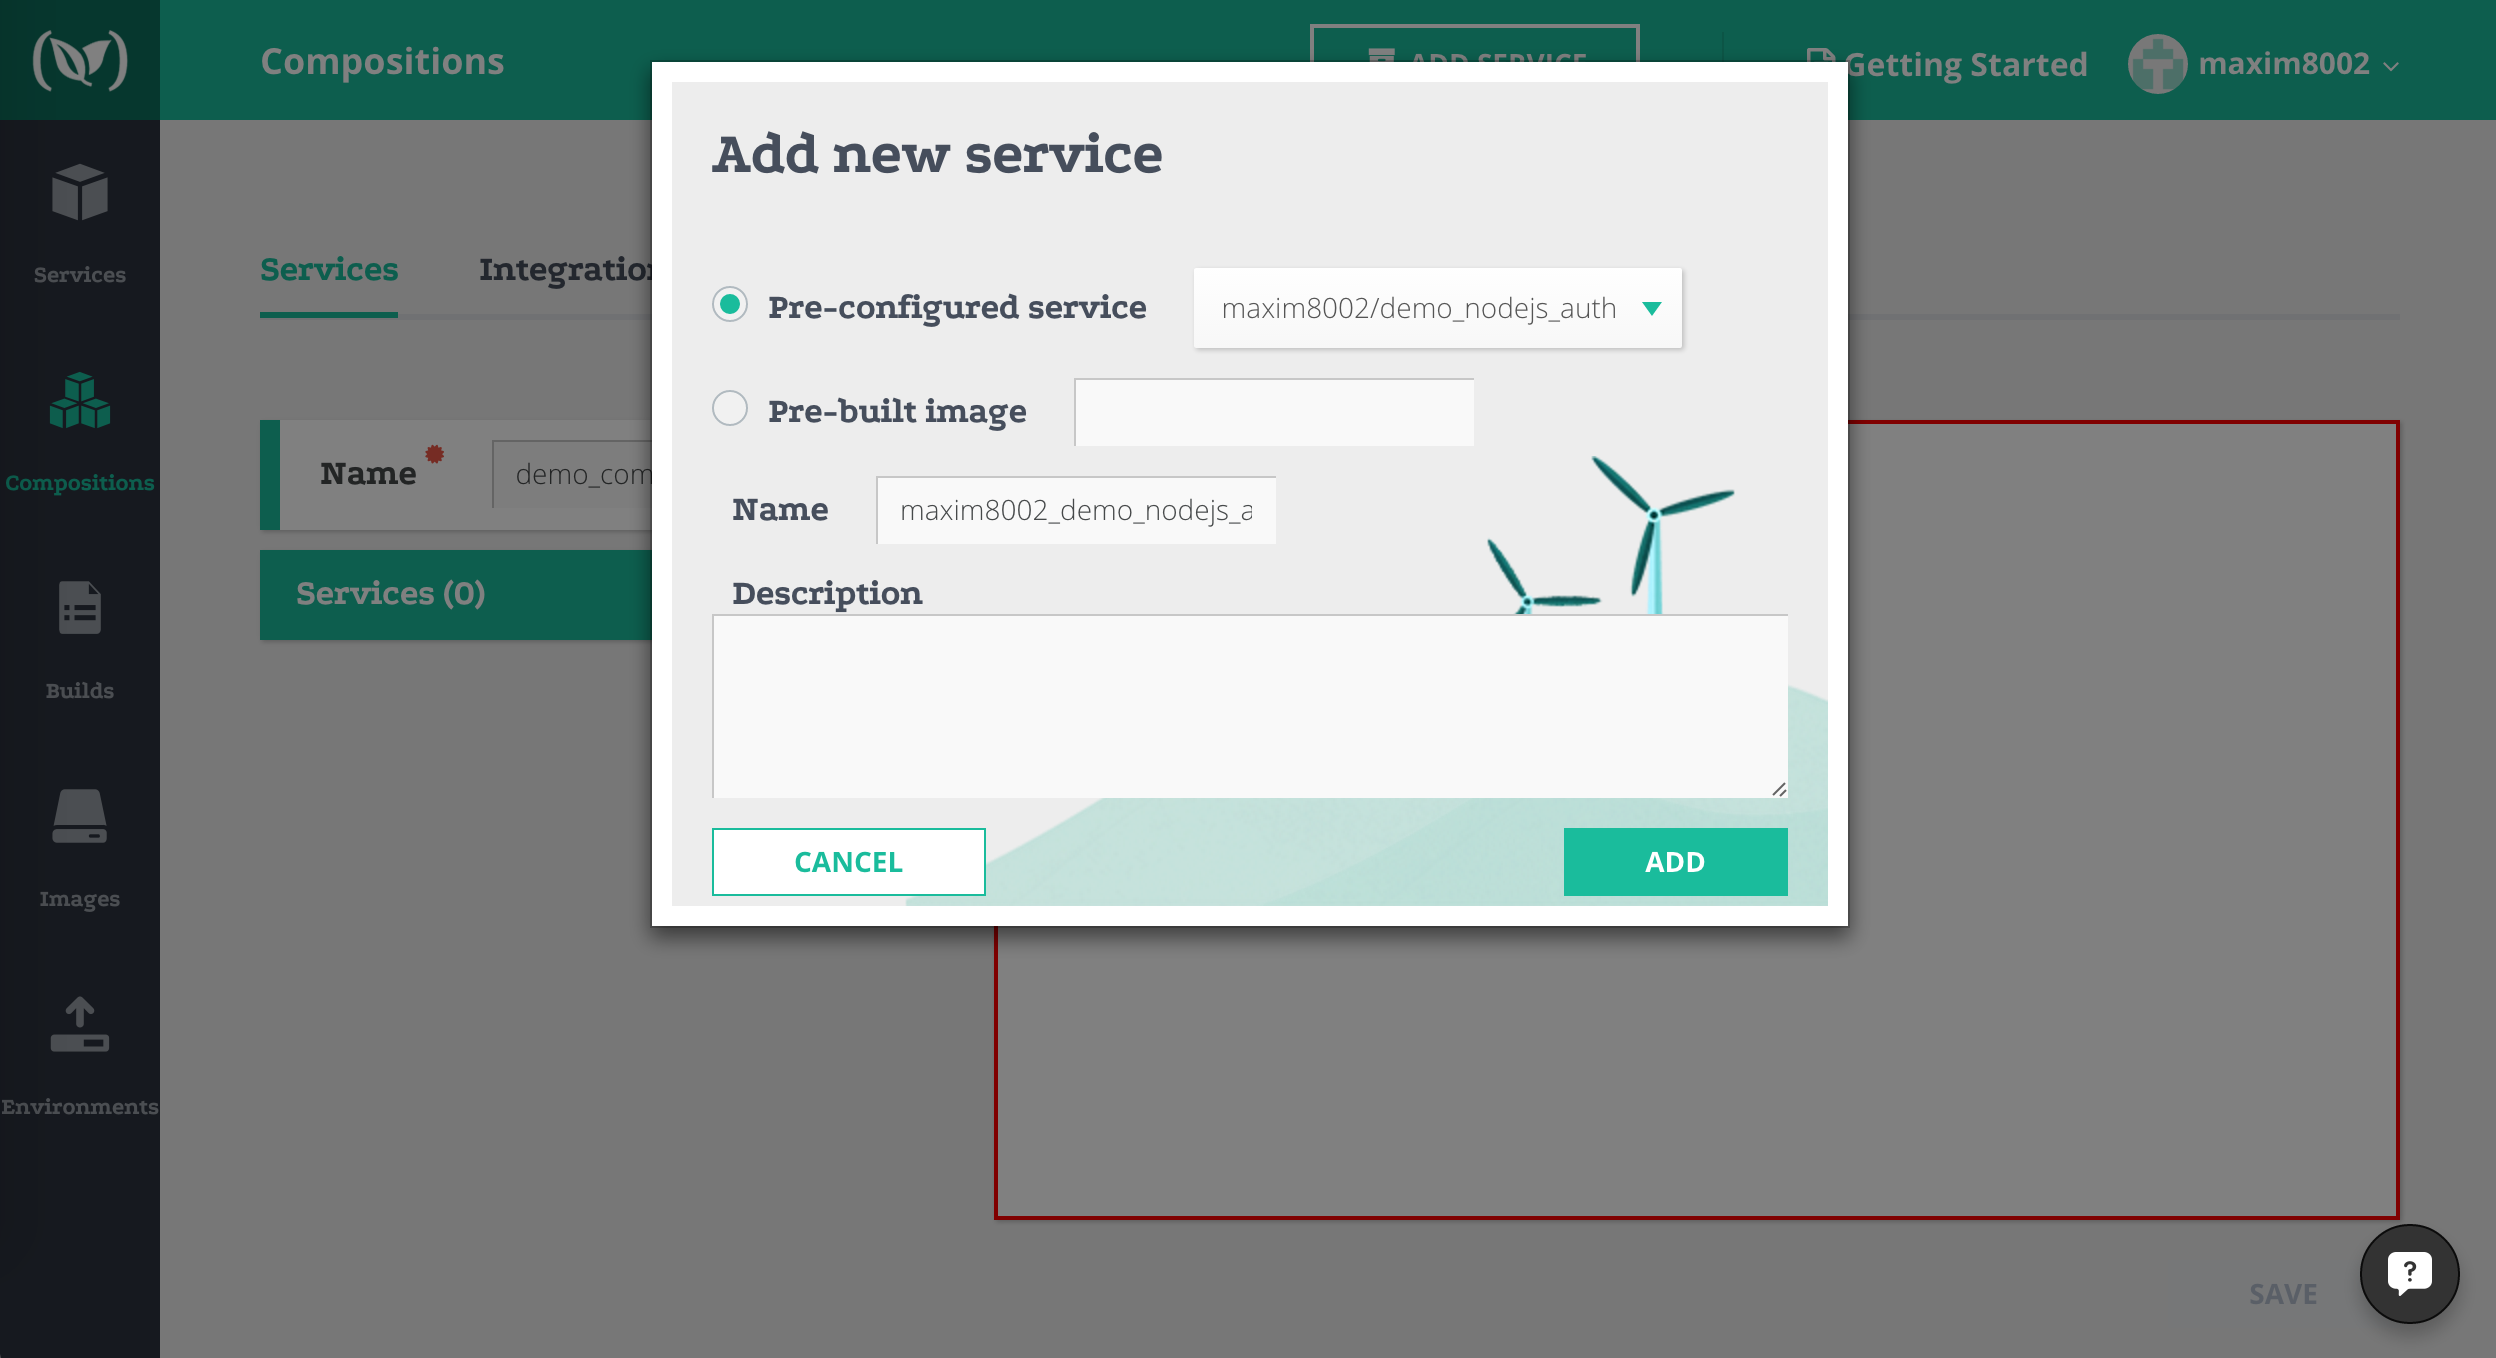 Compositions
ADD SERVICE
Getting Started
maxim8002
Services
Compositions
Builds
Images
Environments
Services
Name
demo_com
Services (0)
Add new service
Pre-configured service
maxim8002/demo_nodejs_auth
Pre-built image
Name
maxim8002_demo_nodejs_a
Description
CANCEL
ADD
SAVE
?